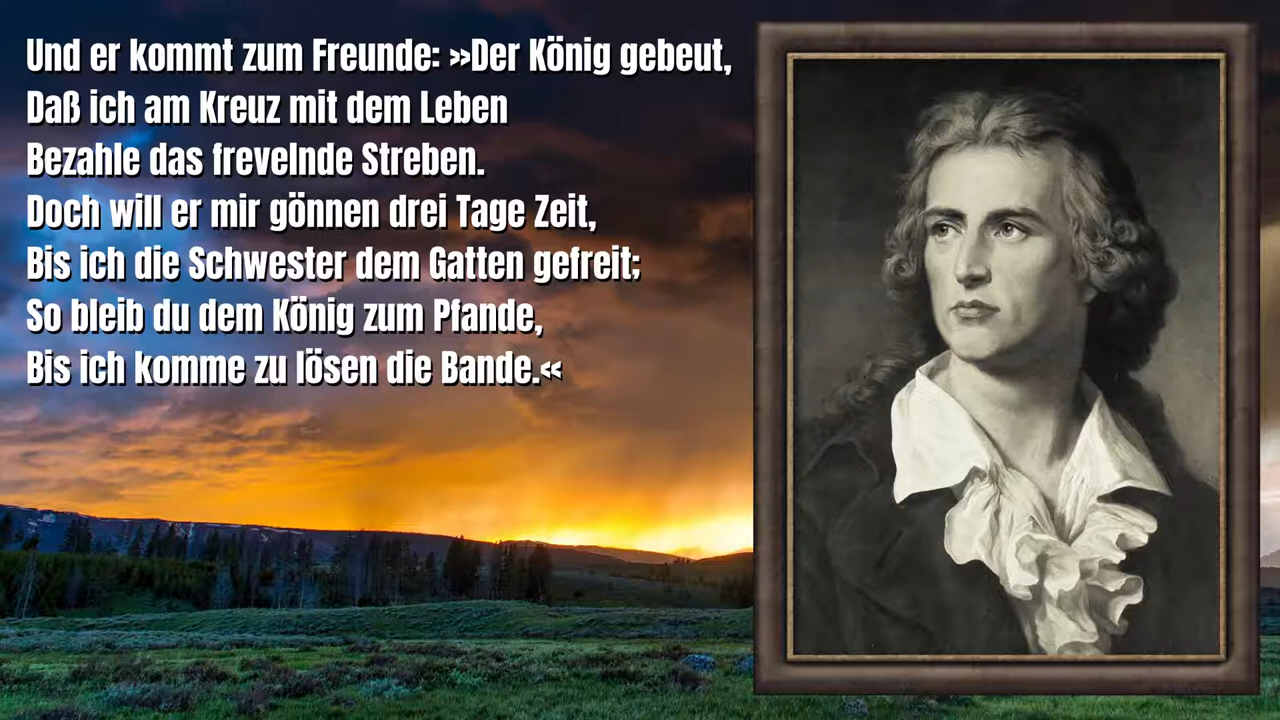 Und er kommt zum Freunde: »Der König gebeut,
Daß ich am Kreuz mit dem Leben
Bezahle das frevelnde Streben.
Doch will er mir gönnen drei Tage Zeit,
Bis ich die Schwester dem Gatten gefreit;
So bleib du dem König zum Pfande,
Bis ich komme zu lösen die Bande.«